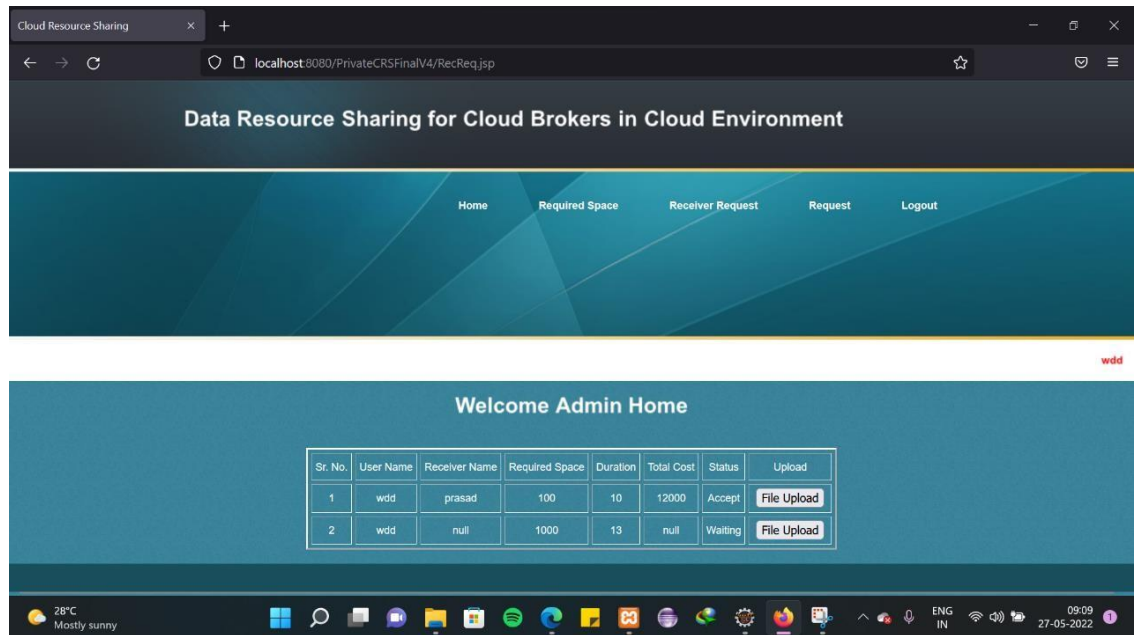 Cloud Resource Sharing
localhost:8080/PrivateCRSFinalV4/RecReq.jsp
Data Resource Sharing for Cloud Brokers in Cloud Environment
Home Required Space Receiver Request Request Logout
wdd
Welcome Admin Home
Sr. No. User Name Receiver Name Required Space Duration Total Cost Status Upload
1 wdd prasad 100 10 12000 Accept File Upload
2 wdd null 1000 13 null Waiting File Upload
28°C ENG 09:09
Mostly sunny IN 27-05-2022 1